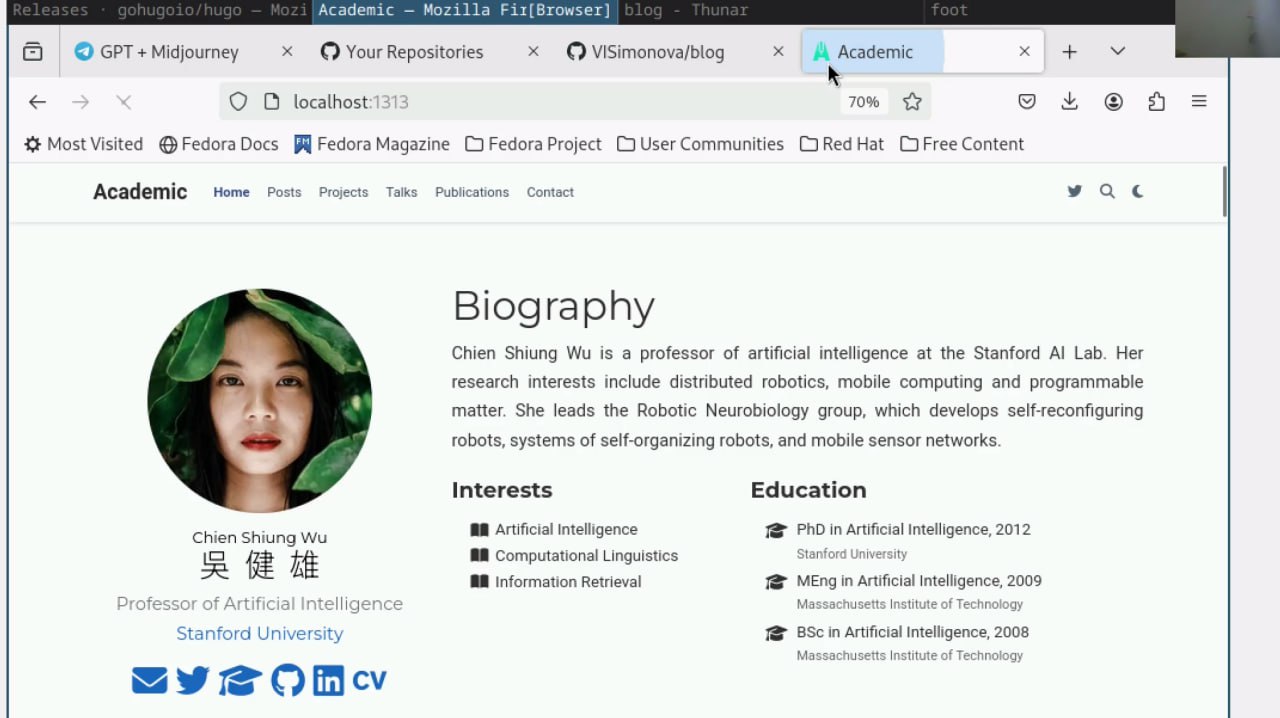 Releases · gohugoio/hugo — Mozi Academic — Mozilla Fir[Browser] blog - Thunar foot
GPT + Midjourney Your Repositories VISimonova/blog Academic
localhost:1313 70%
Most Visited Fedora Docs Fedora Magazine Fedora Project User Communities Red Hat Free Content
Academic Home Posts Projects Talks Publications Contact
Biography
Chien Shiung Wu is a professor of artificial intelligence at the Stanford AI Lab. Her
research interests include distributed robotics, mobile computing and programmable
matter. She leads the Robotic Neurobiology group, which develops self-reconfiguring
robots, systems of self-organizing robots, and mobile sensor networks.
Interests
Artificial Intelligence
Computational Linguistics
Information Retrieval
Education
PhD in Artificial Intelligence, 2012
Stanford University
MEng in Artificial Intelligence, 2009
Massachusetts Institute of Technology
BSc in Artificial Intelligence, 2008
Massachusetts Institute of Technology
Chien Shiung Wu
吳健雄
Professor of Artificial Intelligence
Stanford University
CV